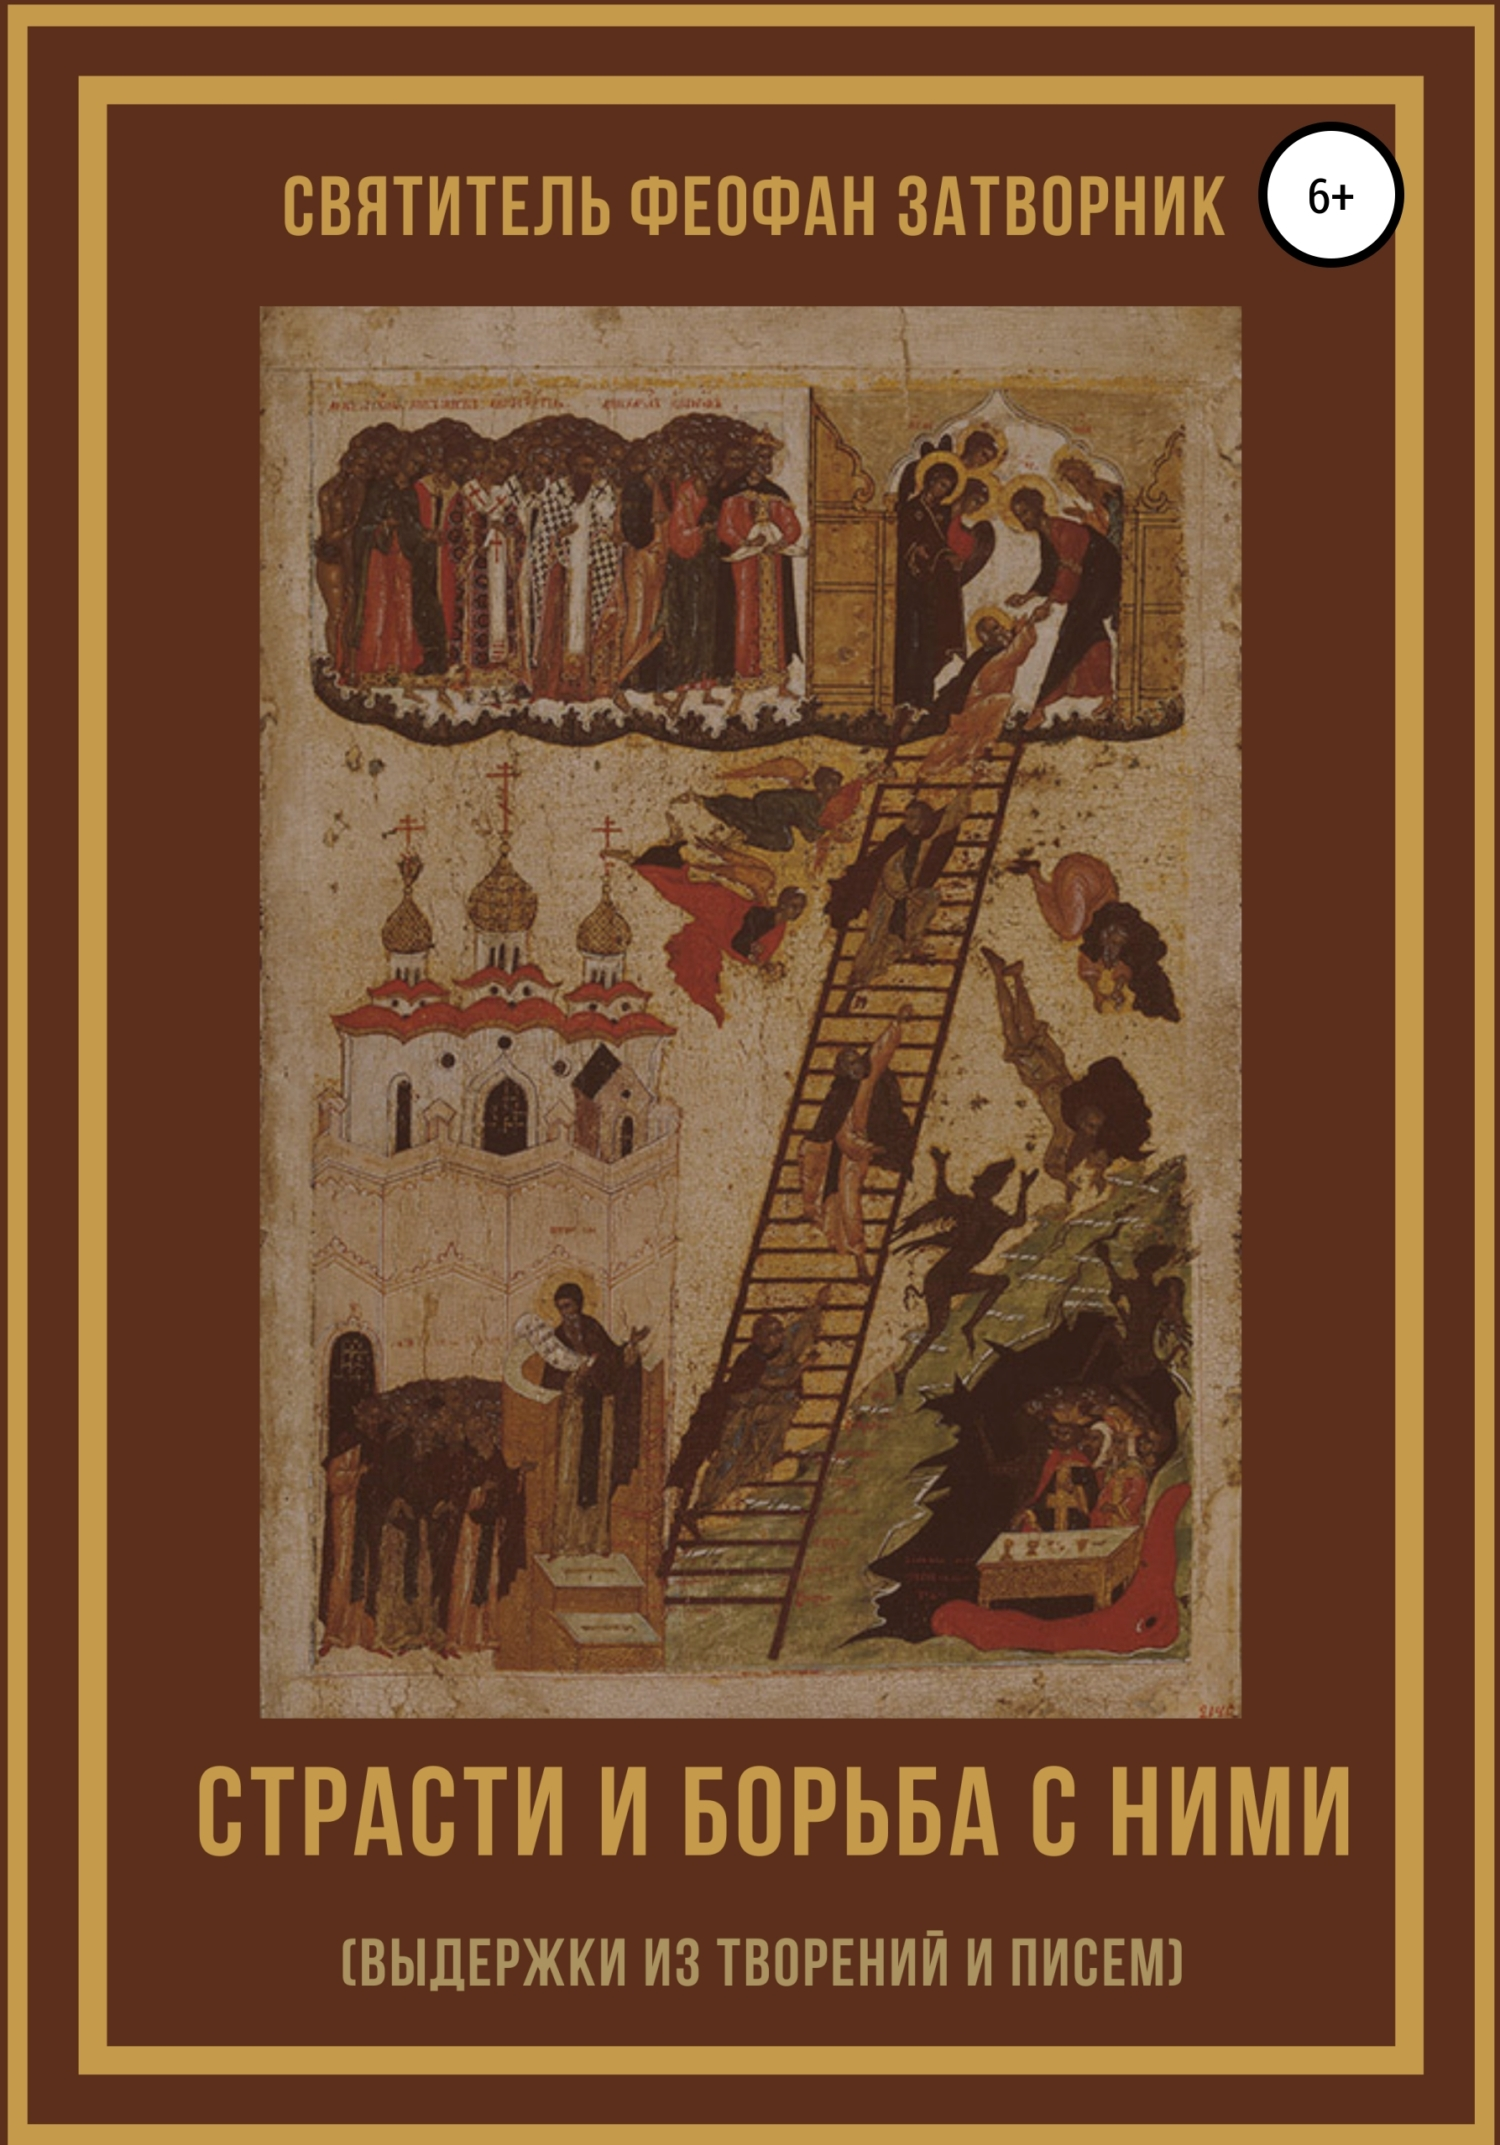 СВЯТИТЕЛЬ ФЕОФАН ЗАТВОРНИК
6+
СТРАСТИ И БОРЬБА С НИМИ
(ВЫДЕРЖКИ ИЗ ТВОРЕНИЙ И ПИСЕМ)